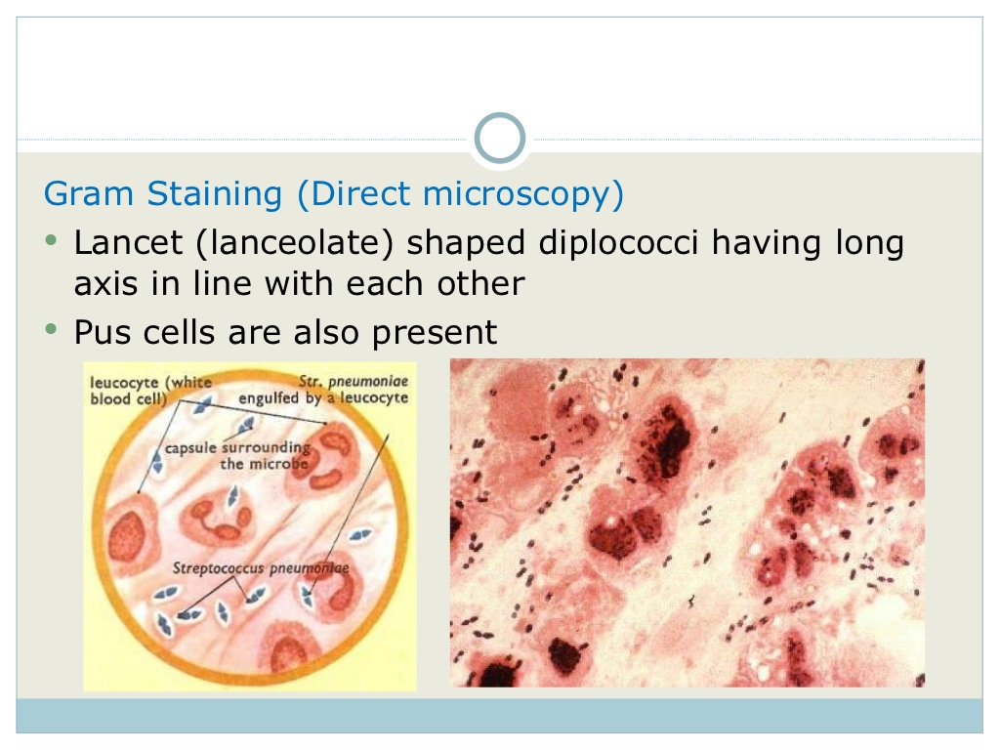 Gram Staining (Direct microscopy)
• Lancet (lanceolate) shaped diplococci having long
axis in line with each other
• Pus cells are also present
leucocyte (white
blood cell)
Str. pneumoniae
engulfed by a leucocyte
capsule surrounding
the microbe
Streptococcus pneumoniae